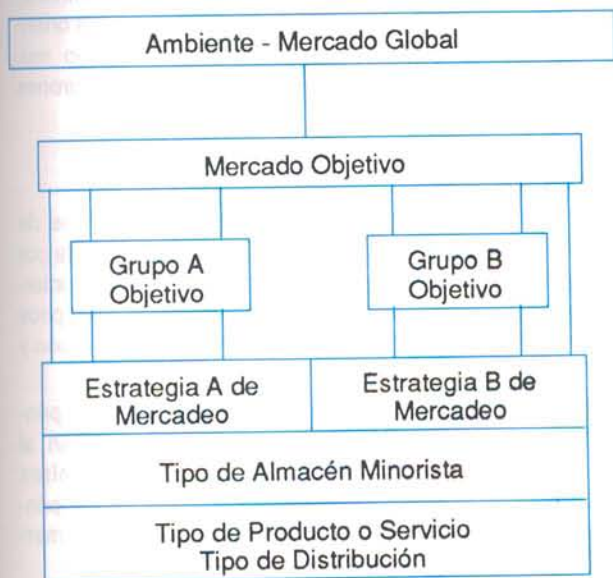 Ambiente - Mercado Global
Mercado Objetivo
Grupo A
Objetivo
Grupo B
Objetivo
Estrategia A de
Mercadeo
Estrategia B de
Mercadeo
Tipo de Almacén Minorista
Tipo de Producto o Servicio
Tipo de Distribución